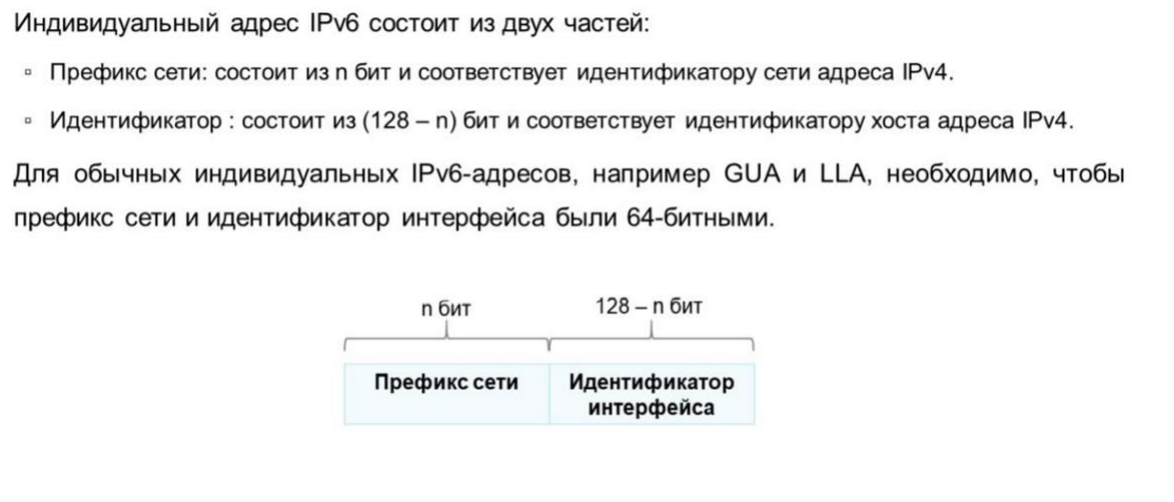 Индивидуальный адрес IPv6 состоит из двух частей:
▫ Префикс сети: состоит из n бит и соответствует идентификатору сети адреса IPv4.
▫ Идентификатор : состоит из (128 – n) бит и соответствует идентификатору хоста адреса IPv4.
Для обычных индивидуальных IPv6-адресов, например GUA и LLA, необходимо, чтобы
префикс сети и идентификатор интерфейса были 64-битными.
n бит
128 – n бит
Префикс сети
Идентификатор
интерфейса